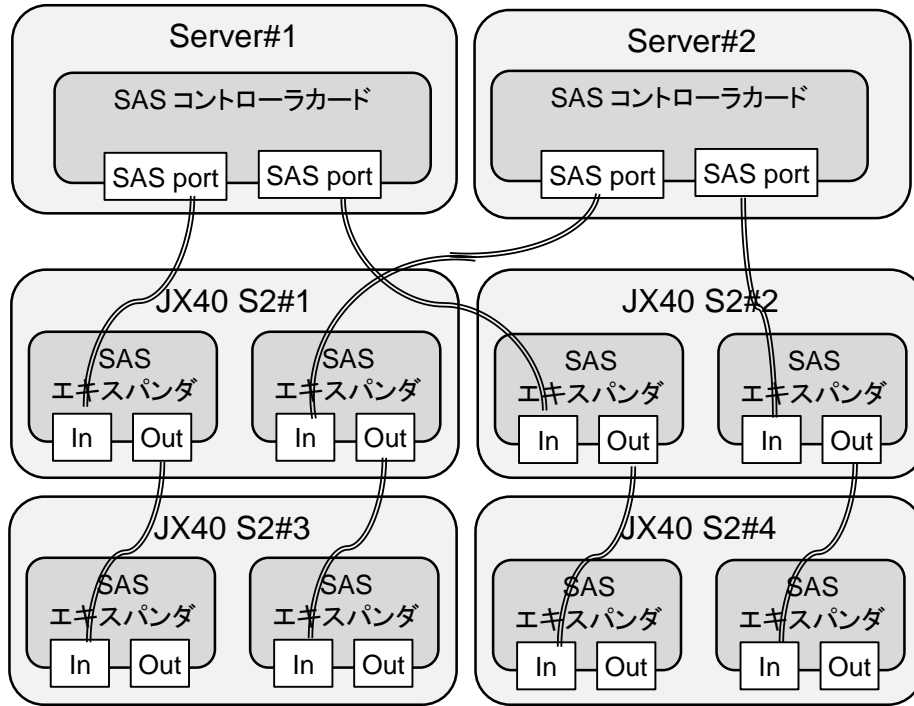 Server#1
SAS コントローラカード
SAS port
SAS port
Server#2
SAS コントローラカード
SAS port
SAS port
JX40 S2#1
SAS
エキスパンダ
In
Out
SAS
エキスパンダ
In
Out
JX40 S2#2
SAS
エキスパンダ
In
Out
SAS
エキスパンダ
In
Out
JX40 S2#3
SAS
エキスパンダ
In
Out
SAS
エキスパンダ
In
Out
JX40 S2#4
SAS
エキスパンダ
In
Out
SAS
エキスパンダ
In
Out